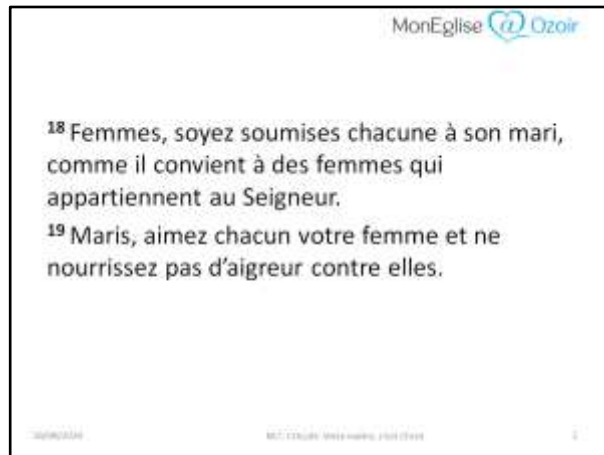 MonEglise @ Ozoir
18 Femmes, soyez soumises chacune à son mari,
comme il convient à des femmes qui
appartiennent au Seigneur.
19 Maris, aimez chacun votre femme et ne
nourrissez pas d’aigreur contre elles.